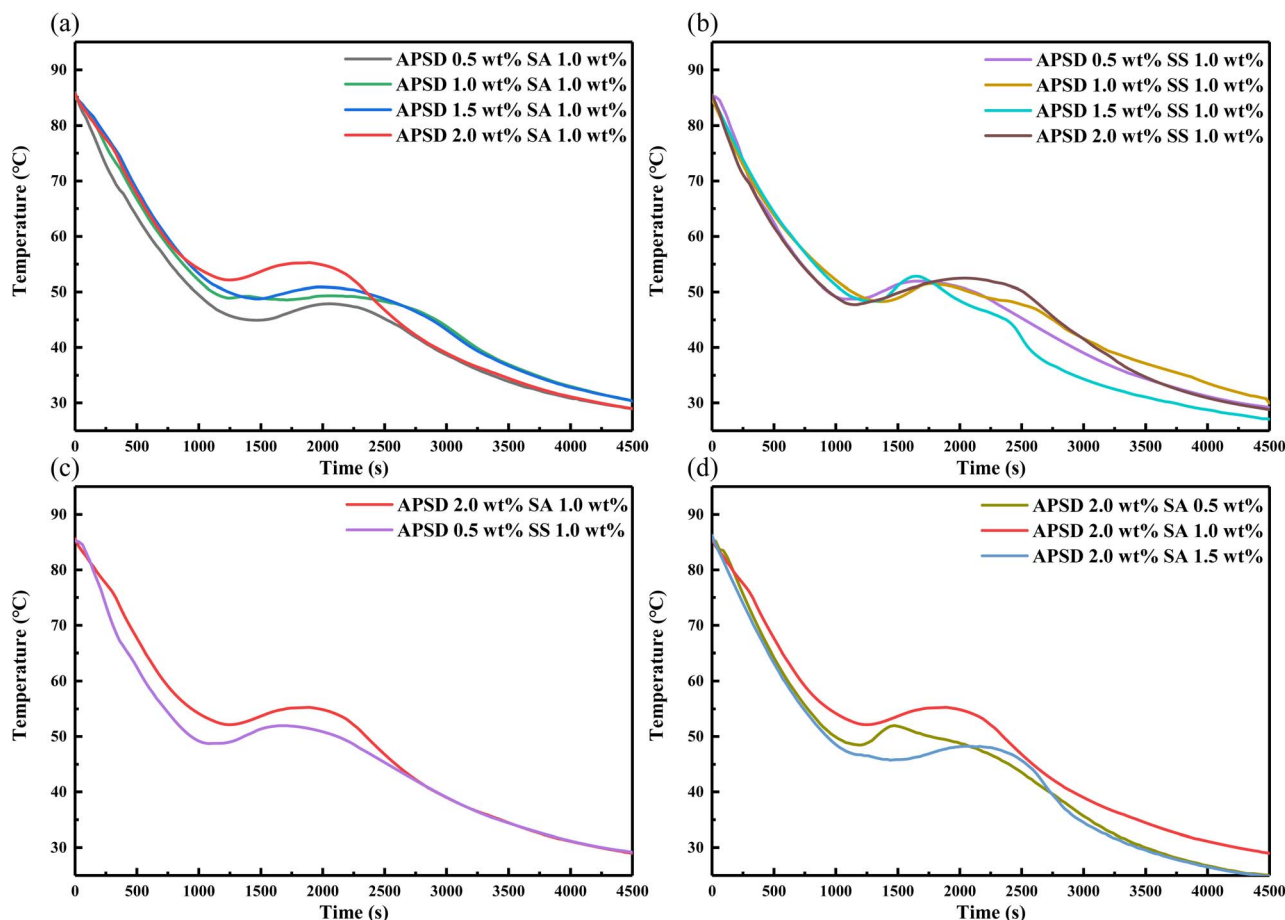 (a)
APSD 0.5 wt% SA 1.0 wt%
APSD 1.0 wt% SA 1.0 wt%
APSD 1.5 wt% SA 1.0 wt%
APSD 2.0 wt% SA 1.0 wt%
90
80
70
60
50
40
30
Temperature (℃)
0 500 1000 1500 2000 2500 3000 3500 4000 4500
Time (s)
(b)
APSD 0.5 wt% SS 1.0 wt%
APSD 1.0 wt% SS 1.0 wt%
APSD 1.5 wt% SS 1.0 wt%
APSD 2.0 wt% SS 1.0 wt%
90
80
70
60
50
40
30
Temperature (℃)
0 500 1000 1500 2000 2500 3000 3500 4000 4500
Time (s)
(c)
APSD 2.0 wt% SA 1.0 wt%
APSD 0.5 wt% SS 1.0 wt%
90
80
70
60
50
40
30
Temperature (℃)
0 500 1000 1500 2000 2500 3000 3500 4000 4500
Time (s)
(d)
APSD 2.0 wt% SA 0.5 wt%
APSD 2.0 wt% SA 1.0 wt%
APSD 2.0 wt% SA 1.5 wt%
90
80
70
60
50
40
30
Temperature (℃)
0 500 1000 1500 2000 2500 3000 3500 4000 4500
Time (s)